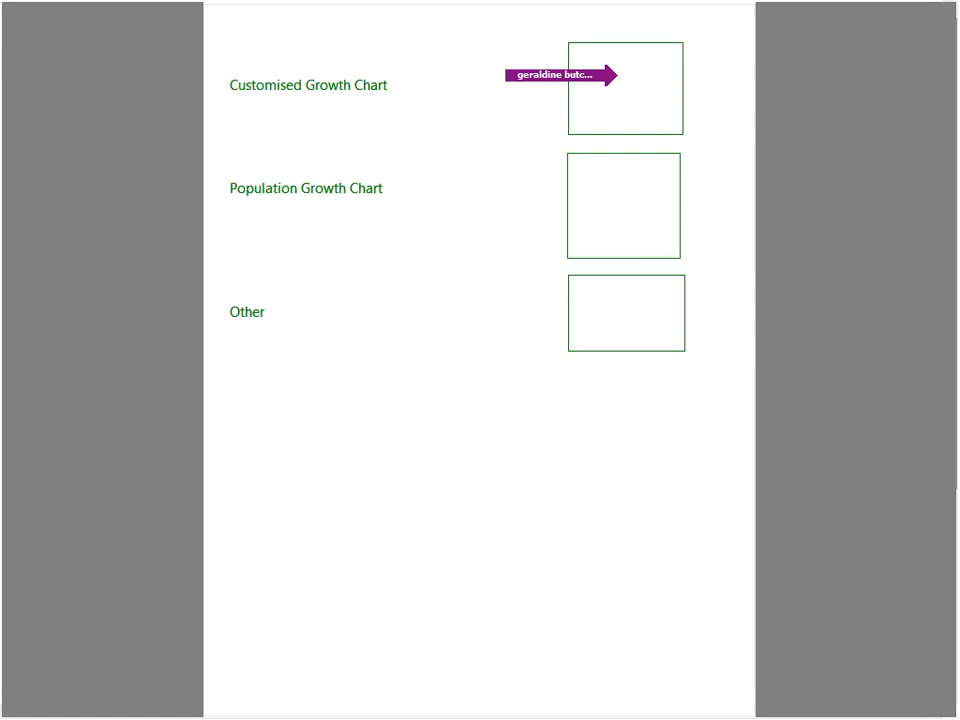 geraldine butc...
Customised Growth Chart
Population Growth Chart
Other